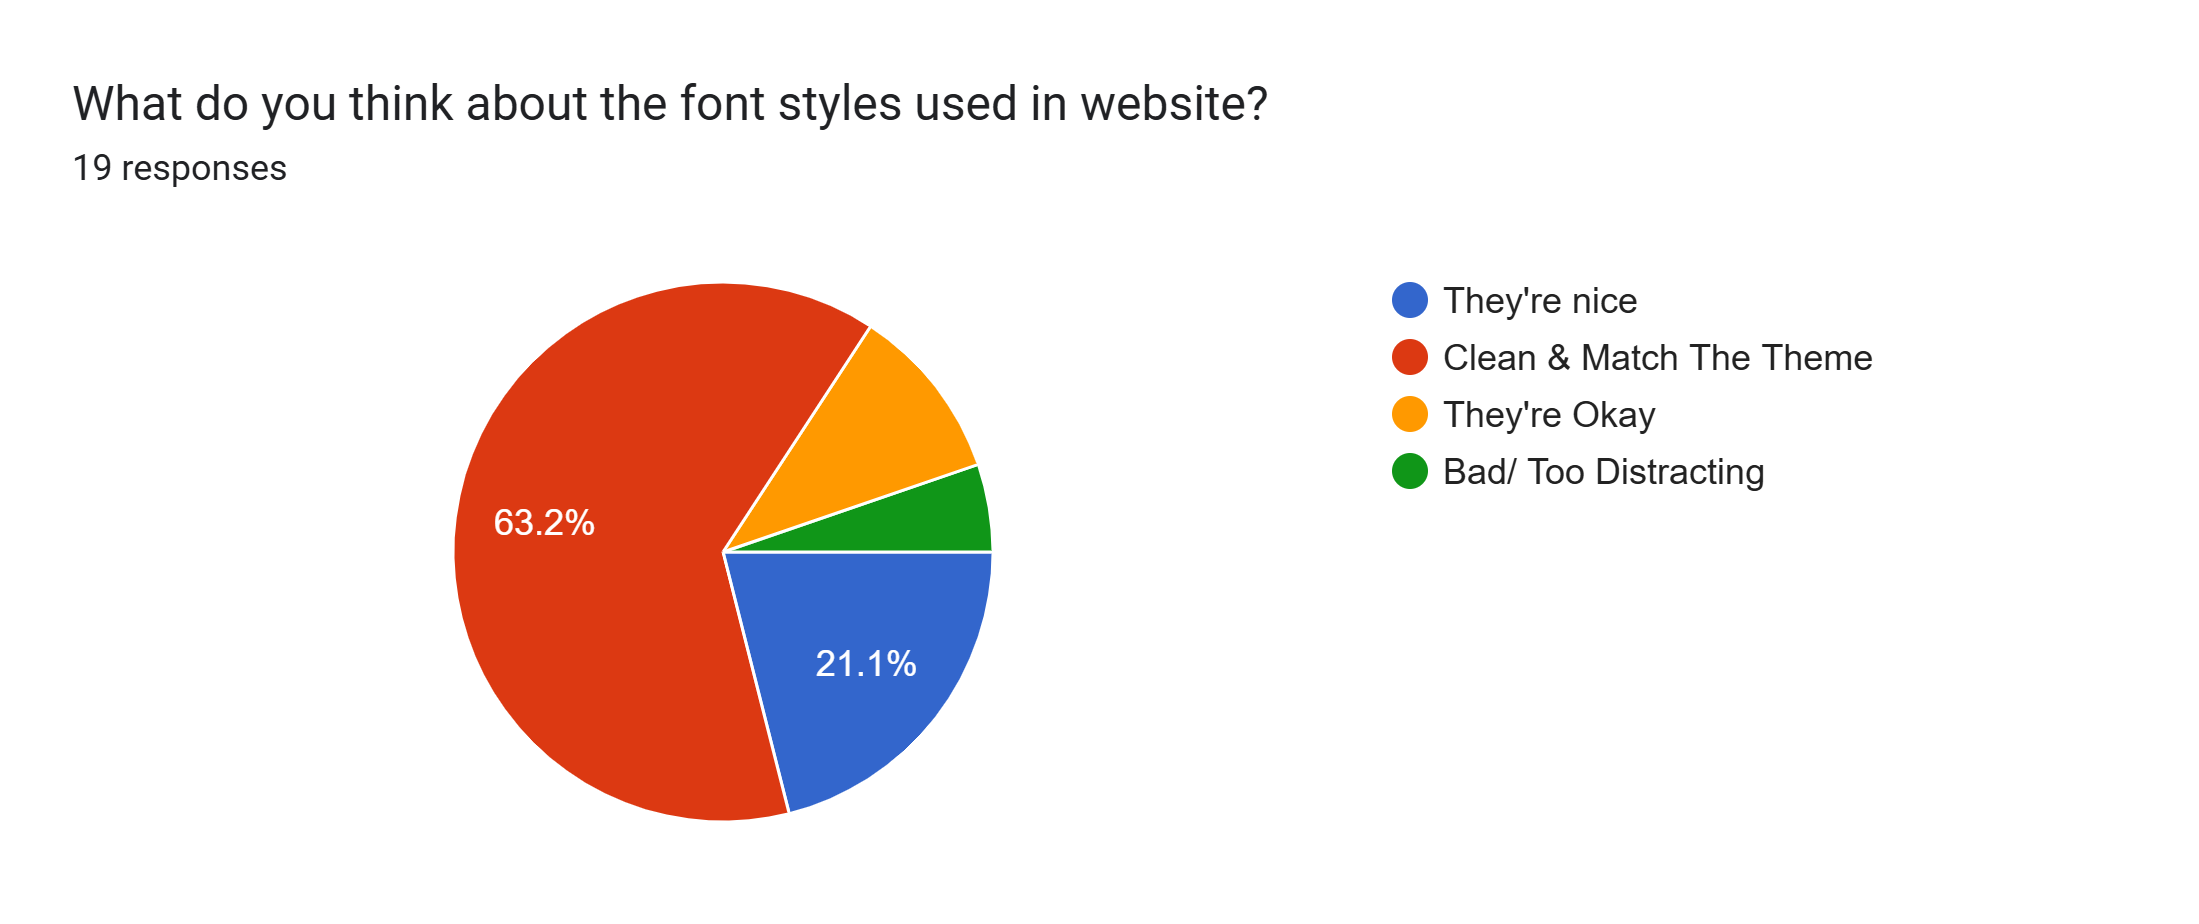 What do you think about the font styles used in website?
19 responses
63.2%
21.1%
They're nice
Clean & Match The Theme
They're Okay
Bad/ Too Distracting